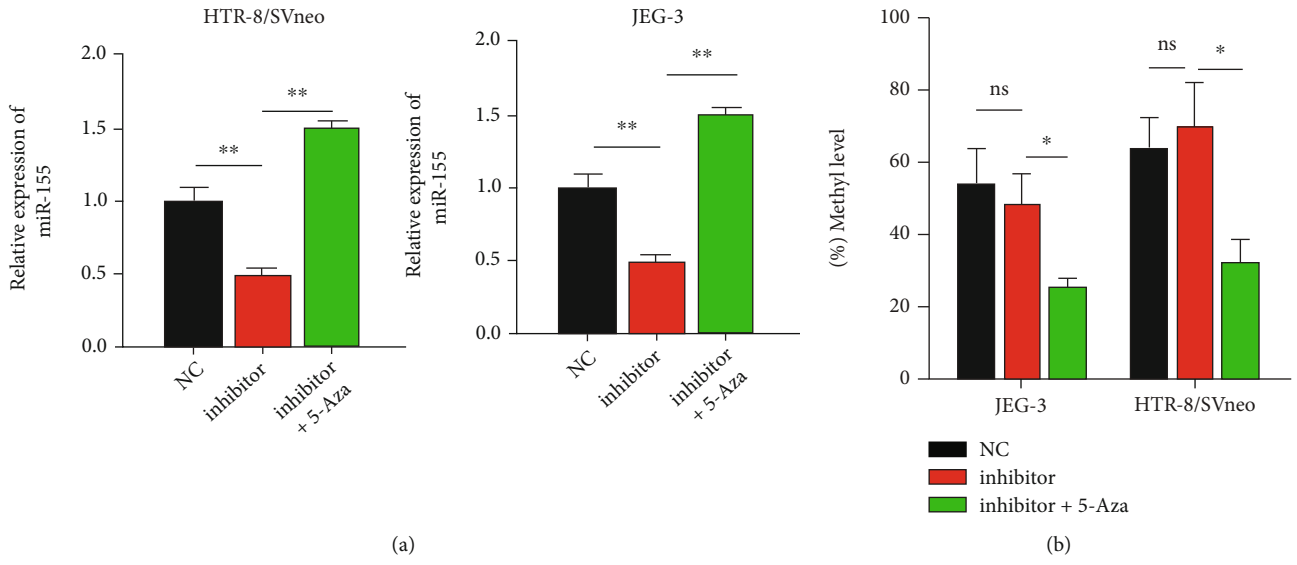 HTR-8/SVneo
Relative expression of
miR-155
2.0
1.5
1.0
0.5
0.0
**
**
NC
inhibitor
inhibitor
+ 5-Aza
JEG-3
Relative expression of
miR-155
2.0
1.5
1.0
0.5
0.0
**
**
NC
inhibitor
inhibitor
+ 5-Aza
(a)
(%) Methyl level
100
80
60
40
20
0
ns
*
ns
*
JEG-3
HTR-8/SVneo
NC
inhibitor
inhibitor + 5-Aza
(b)